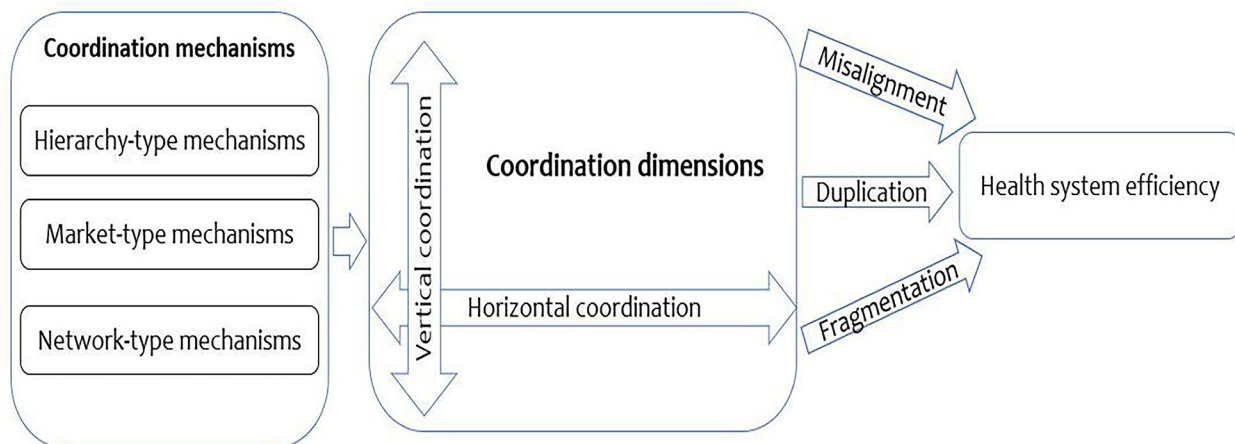 Coordination mechanisms
Hierarchy-type mechanisms
Market-type mechanisms
Network-type mechanisms
Vertical coordination
Coordination dimensions
Horizontal coordination
Misalignment
Duplication
Fragmentation
Health system efficiency